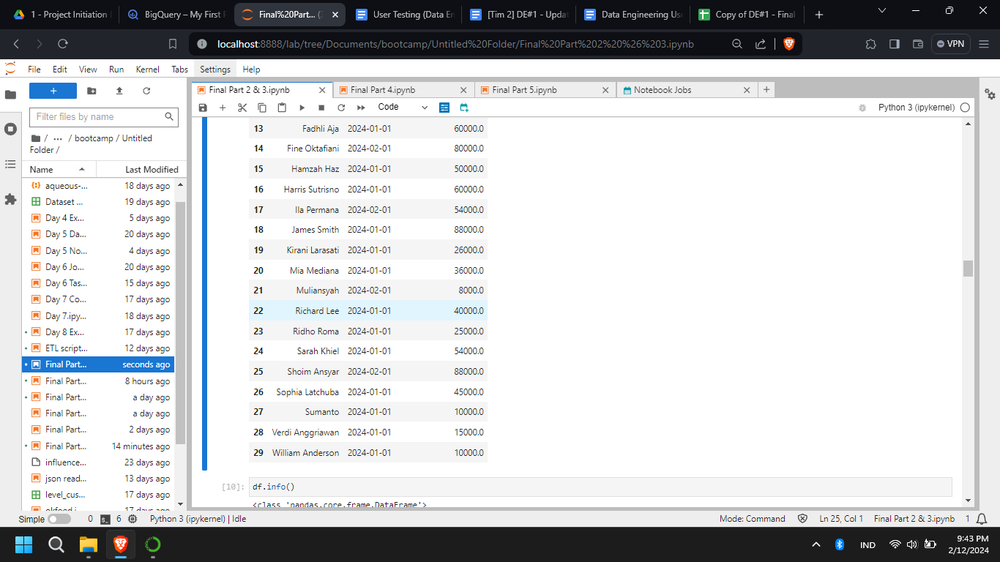 1 - Project Initiation
BigQuery – My First
Final%20Part...
User Testing (Data En
[Tim 2] DE#1 - Updat
Data Engineering Use
Copy of DE#1 - Final
localhost:8888/lab/tree/Documents/bootcamp/Untitled%20Folder/Final%20Part%202%20%26%203.ipynb
VPN
File Edit View Run Kernel Tabs Settings Help
Final Part 2 & 3.ipynb
Final Part 4.ipynb
Final Part 5.ipynb
Notebook Jobs
Code
Python 3 (ipykernel)
Filter files by name
/ ... / bootcamp / Untitled
Folder /
Name Last Modified
aqueous-... 18 days ago
Dataset ... 19 days ago
Day 4 Ex... 5 days ago
Day 5 Da... 20 days ago
Day 5 No... 4 days ago
Day 6 Jo... 20 days ago
Day 6 Tas... 15 days ago
Day 7 Co... 17 days ago
Day 7.ipy... 18 days ago
Day 8 Ex... 17 days ago
ETL script... 12 days ago
Final Part... seconds ago
Final Part... 8 hours ago
Final Part... a day ago
Final Part... a day ago
Final Part... 2 days ago
Final Part... 14 minutes ago
influence... 23 days ago
json read... 13 days ago
level_cus... 17 days ago
13 Fadhli Aja 2024-01-01 60000.0
14 Fine Oktafiani 2024-02-01 80000.0
15 Hamzah Haz 2024-01-01 50000.0
16 Harris Sutrisno 2024-01-01 60000.0
17 Ila Permana 2024-02-01 54000.0
18 James Smith 2024-01-01 88000.0
19 Kirani Larasati 2024-01-01 26000.0
20 Mia Mediana 2024-01-01 36000.0
21 Muliansyah 2024-02-01 8000.0
22 Richard Lee 2024-01-01 40000.0
23 Ridho Roma 2024-01-01 25000.0
24 Sarah Khiel 2024-01-01 54000.0
25 Shoim Ansyar 2024-02-01 88000.0
26 Sophia Latchuba 2024-01-01 45000.0
27 Sumanto 2024-01-01 10000.0
28 Verdi Anggriawan 2024-01-01 15000.0
29 William Anderson 2024-01-01 10000.0
[10]: df.info()
<class 'pandas.core.frame.DataFrame'>
Simple 0 6 Python 3 (ipykernel) | Idle
Mode: Command Ln 25, Col 1 Final Part 2 & 3.ipynb 1
IND
9:43 PM
2/12/2024